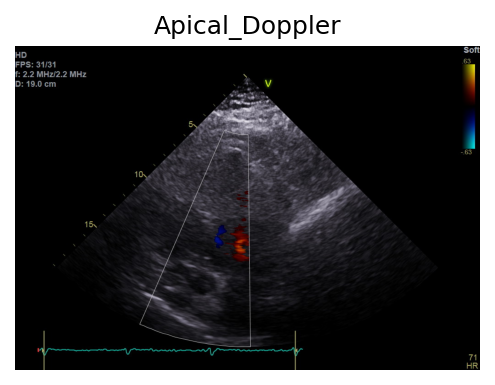 Apical_Doppler
HD
FPS: 31/31
f: 2.2 MHz/2.2 MHz
D: 19.0 cm
V
Soft
63
-63
5
10
15
71
HR